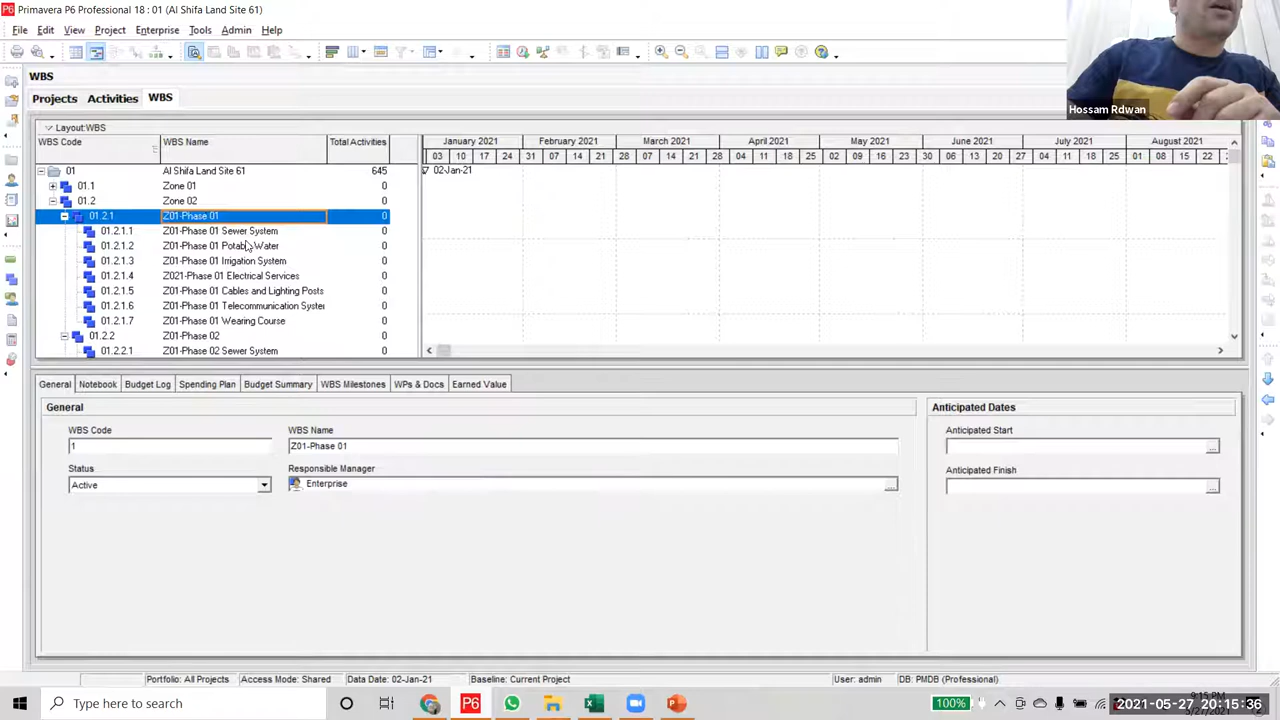 Primavera P6 Professional 18 : 01 (Al Shifa Land Site 61)
File Edit View Project Enterprise Tools Admin Help
Hossam Rdwan
WBS
Projects Activities WBS
Layout:WBS
WBS Code WBS Name Total Activities
January 2021 February 2021 March 2021 April 2021 May 2021 June 2021 July 2021 August 2021
03 10 17 24 31 07 14 21 28 07 14 21 28 04 11 18 25 02 09 16 23 30 06 13 20 27 04 11 18 25 01 08 15 22
01 Al Shifa Land Site 61 645 02-Jan-21
01.1 Zone 01
01.2 Zone 02
01.2.1 Z01-Phase 01 0
01.2.1.1 Z01-Phase 01 Sewer System 0
01.2.1.2 Z01-Phase 01 Potable Water 0
01.2.1.3 Z01-Phase 01 Irrigation System 0
01.2.1.4 Z021-Phase 01 Electrical Services 0
01.2.1.5 Z01-Phase 01 Cables and Lighting Posts 0
01.2.1.6 Z01-Phase 01 Telecommunication Syster 0
01.2.1.7 Z01-Phase 01 Wearing Course 0
01.2.2 Z01-Phase 02 0
01.2.2.1 Z01-Phase 02 Sewer System 0
General Notebook Budget Log Spending Plan Budget Summary WBS Milestones WPs & Docs Earned Value
General
Anticipated Dates
WBS Code WBS Name Anticipated Start
1 Z01-Phase 01
Status Responsible Manager Anticipated Finish
Active Enterprise
Portfolio: All Projects Access Mode: Shared Data Date: 02-Jan-21 Baseline: Current Project User: admin DB: PMDB (Professional)
Type here to search
100%
2021-05-27 20:15:36